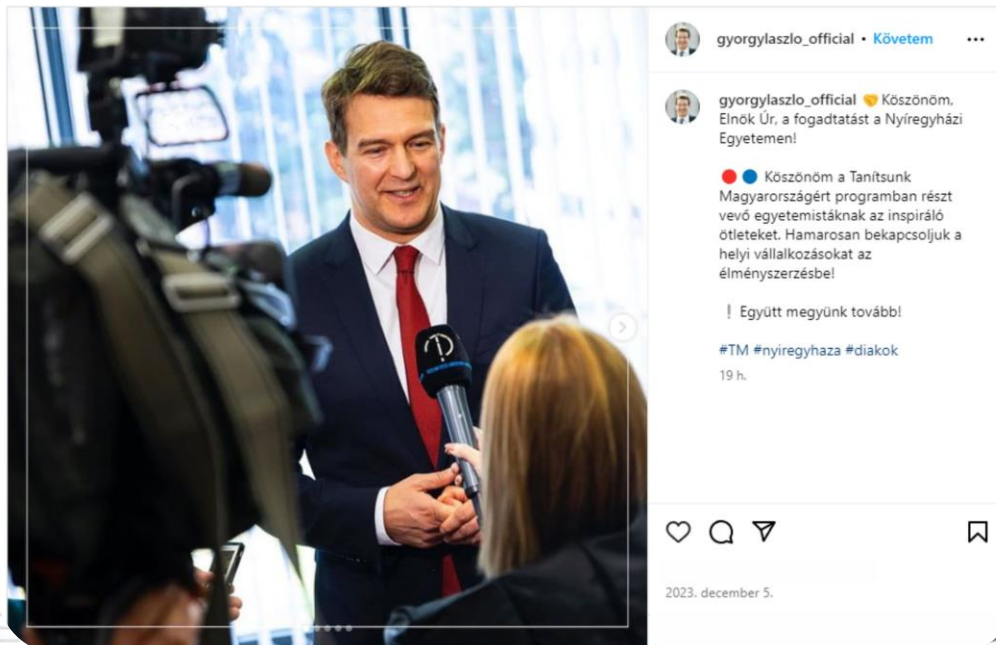 gyorgylaszlo_official • Követem
gyorgylaszlo_official 🤝 Köszönöm,
Elnök Úr, a fogadtatást a Nyíregyházi
Egyetemen!
🔴 🔵 Köszönöm a Tanítsunk
Magyarországért programban részt
vevő egyetemistáknak az inspiráló
ötleteket. Hamarosan bekapcsoljuk a
helyi vállalkozásokat az
élményszerzésbe!
❕ Együtt megyünk tovább!
#TM #nyiregyhaza #diakok
19 h.
2023. december 5.